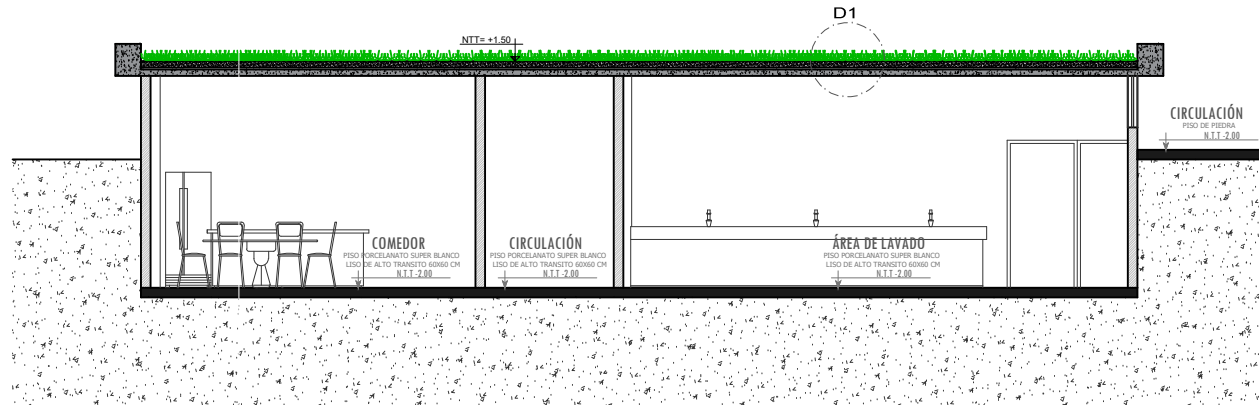 D1
NTT= +1.50
CIRCULACIÓN
PISO DE PIEDRA
N.T.T -2.00
COMEDOR
PISO PORCELANATO SUPER BLANCO
LISO DE ALTO TRANSITO 60X60 CM
N.T.T -2.00
CIRCULACIÓN
PISO PORCELANATO SUPER BLANCO
LISO DE ALTO TRANSITO 60X60 CM
N.T.T -2.00
ÁREA DE LAVADO
PISO PORCELANATO SUPER BLANCO
LISO DE ALTO TRANSITO 60X60 CM
N.T.T -2.00